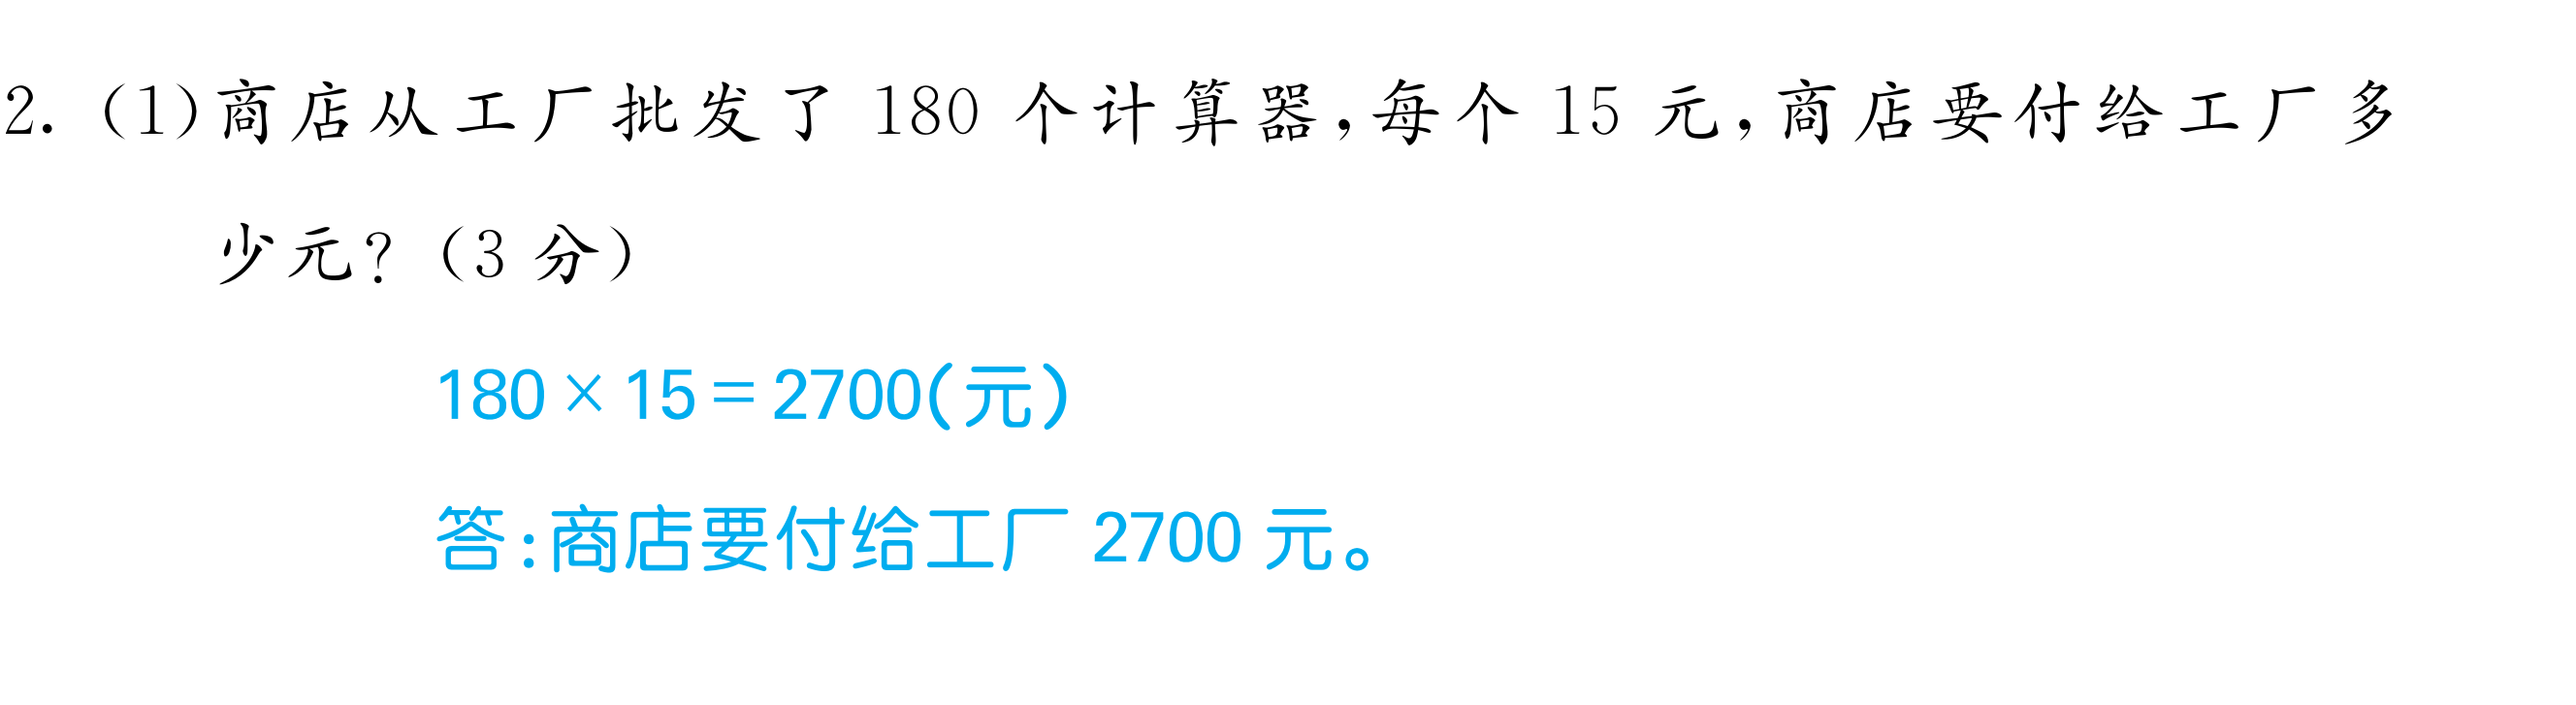 2. (1)商店从工厂批发了 180 个计算器,每个 15 元,商店要付给工厂多
少元?(3 分)
180 × 15 = 2700(元)
答:商店要付给工厂 2700 元。